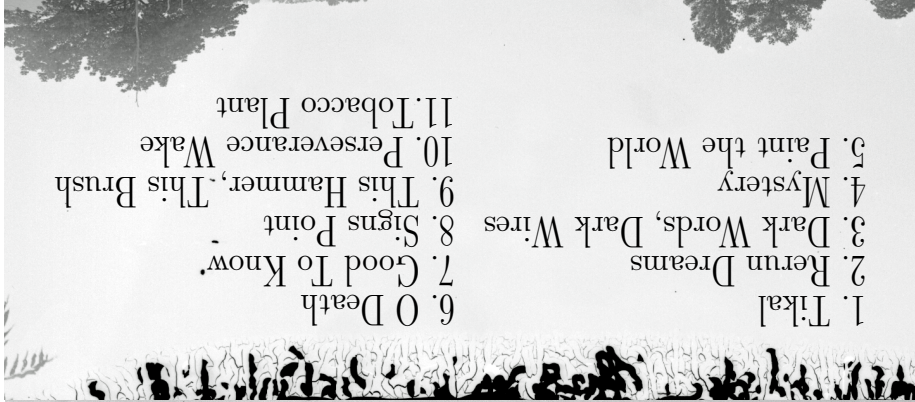 1. Tikal
2. Rerun Dreams
3. Dark Words, Dark Wires
4. Mystery
5. Paint the World
6. O Death
7. Good To Know
8. Signs Point
9. This Hammer, This Brush
10. Perseverance Wake
11.Tobacco Plant